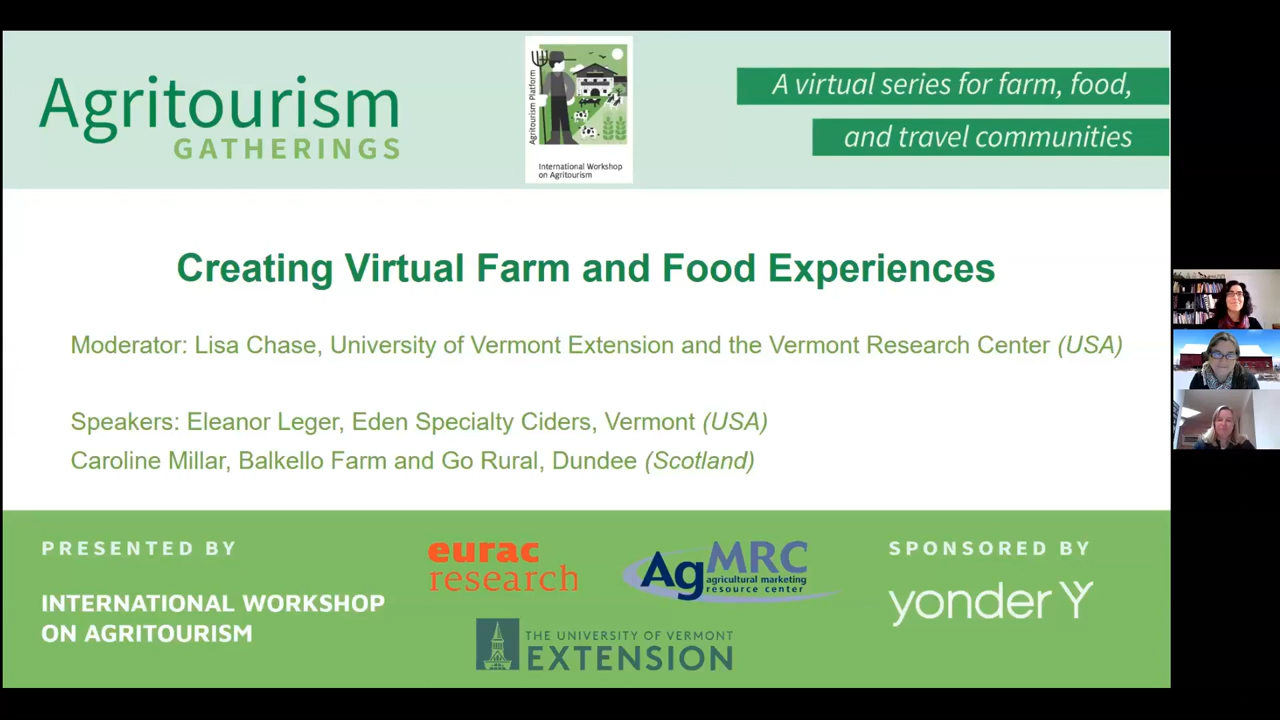 Agritourism
GATHERINGS
Agritourism Platform
International Workshop
on Agritourism
A virtual series for farm, food,
and travel communities
Creating Virtual Farm and Food Experiences
Moderator: Lisa Chase, University of Vermont Extension and the Vermont Research Center (USA)
Speakers: Eleanor Leger, Eden Specialty Ciders, Vermont (USA)
Caroline Millar, Balkello Farm and Go Rural, Dundee (Scotland)
PRESENTED BY
INTERNATIONAL WORKSHOP
ON AGRITOURISM
eurac
research
AgMRC
agricultural marketing
resource center
THE UNIVERSITY OF VERMONT
EXTENSION
SPONSORED BY
yonder Y